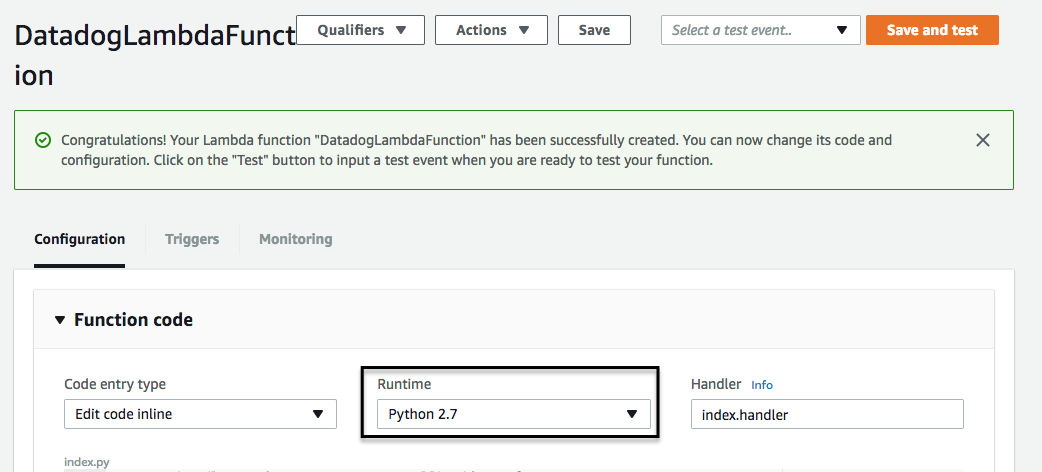 DatadogLambdaFunct
ion
Qualifiers
Actions
Save
Select a test event..
Save and test
Congratulations! Your Lambda function "DatadogLambdaFunction" has been successfully created. You can now change its code and
configuration. Click on the "Test" button to input a test event when you are ready to test your function.
Configuration
Triggers
Monitoring
Function code
Code entry type
Runtime
Handler Info
Edit code inline
Python 2.7
index.handler
index.py